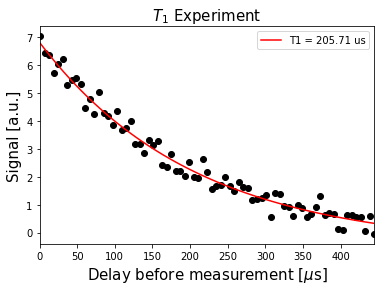 $T_1$ Experiment
T1 = 205.71 us
Signal [a.u.]
7
6
5
4
3
2
1
0
0 50 100 150 200 250 300 350 400
Delay before measurement [μs]